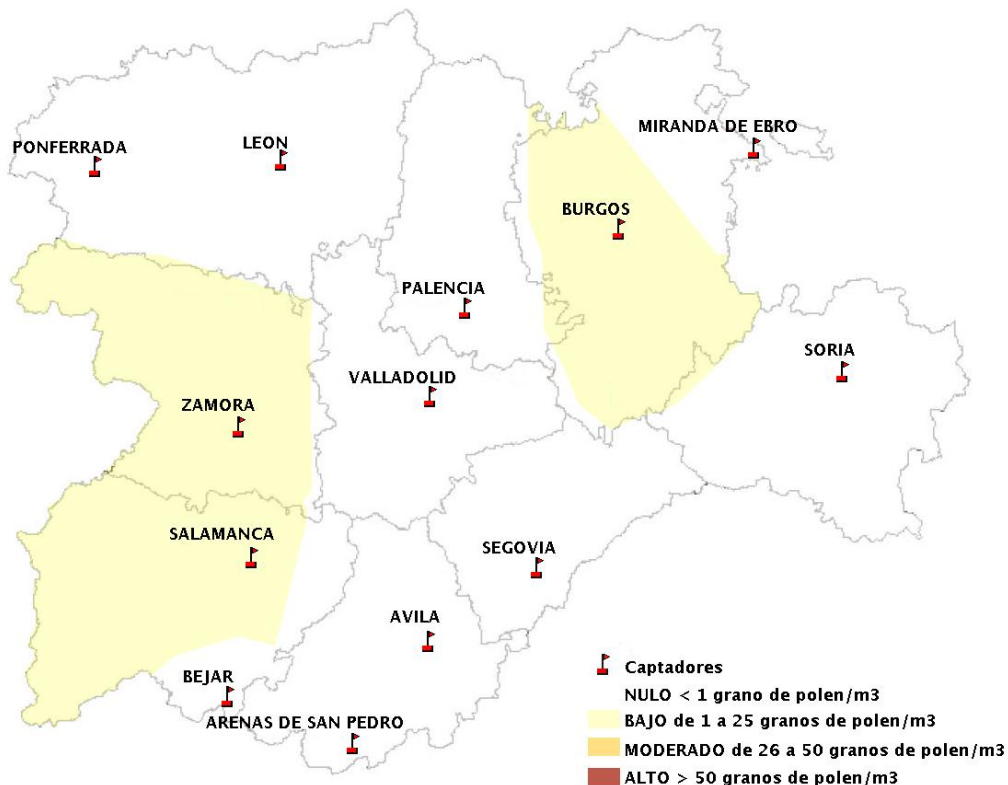 MIRANDA DE EBRO
PONFERRADA
LEON
BURGOS
PALENCIA
SORIA
VALLADOLID
ZAMORA
SALAMANCA
SEGOVIA
AVILA
BEJAR
ARENAS DE SAN PEDRO
Captadores
NULO < 1 grano de polen/m3
BAJO de 1 a 25 granos de polen/m3
MODERADO de 26 a 50 granos de polen/m3
ALTO > 50 granos de polen/m3